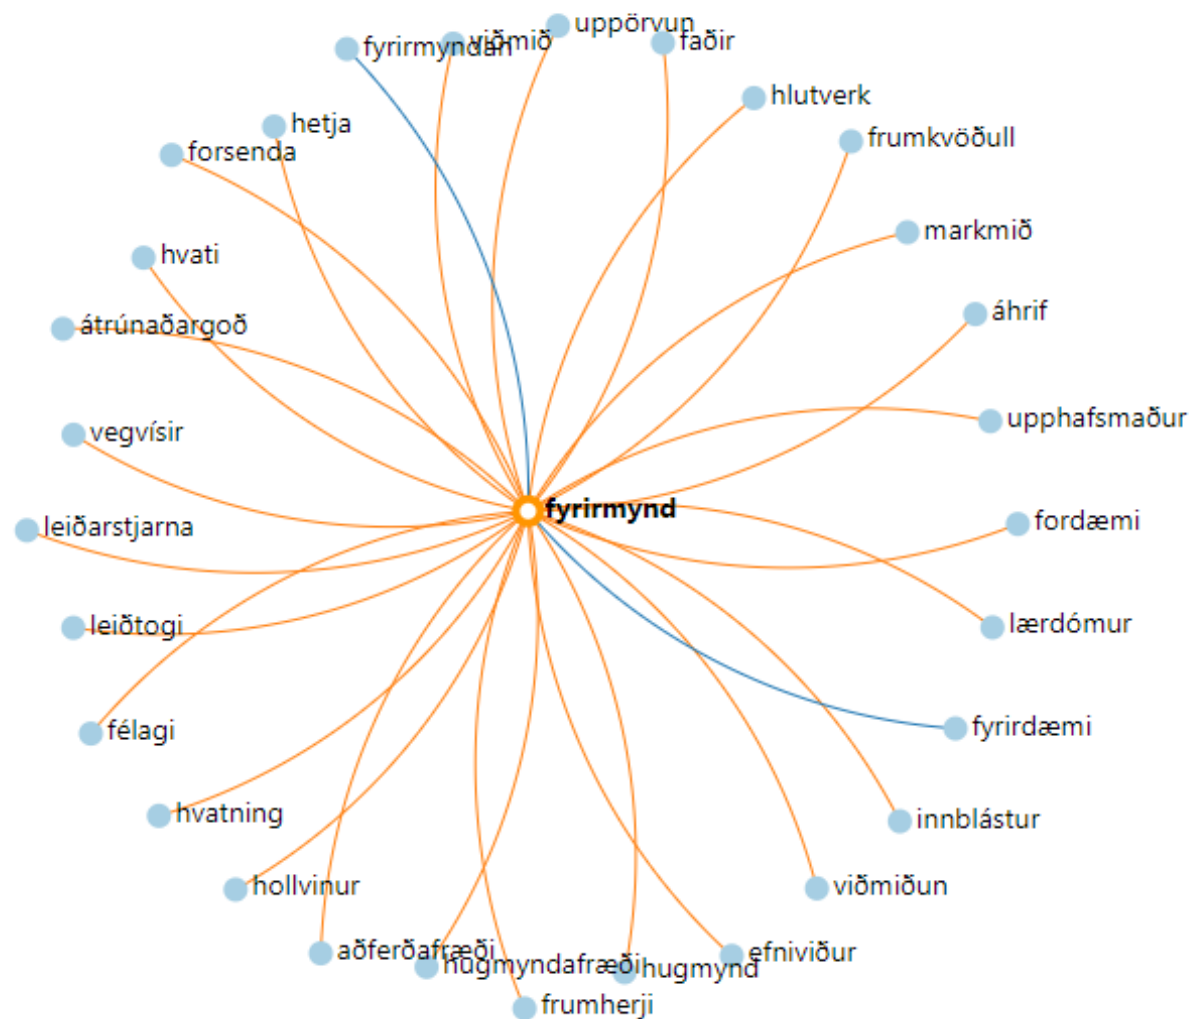 uppörvun
fyrirmyndan
viðmið
faðir
hlutverk
hetja
frumkvöðull
forsenda
markmið
hvati
áhrif
átrúnaðargoð
upphafsmaður
vegvísir
fyrirmynd
fordæmi
leiðarstjarna
lærdómur
leiðtogi
fyrirdæmi
félagi
hvatning
innblástur
hollvinur
viðmiðun
aðferðafræði
efniviður
hugmyndafræði
hugmynd
frumherji